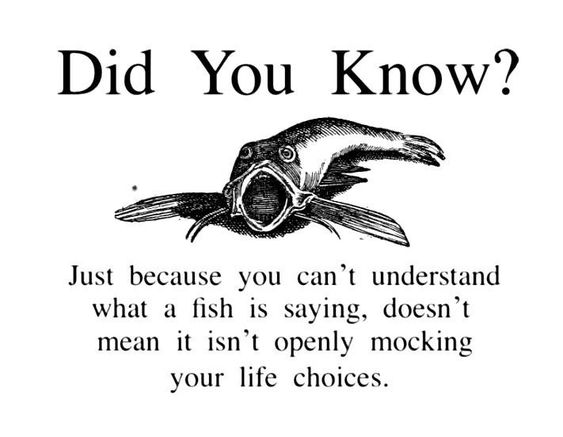 Did You Know?
Just because you can't understand
what a fish is saying, doesn't
mean it isn't openly mocking
your life choices.